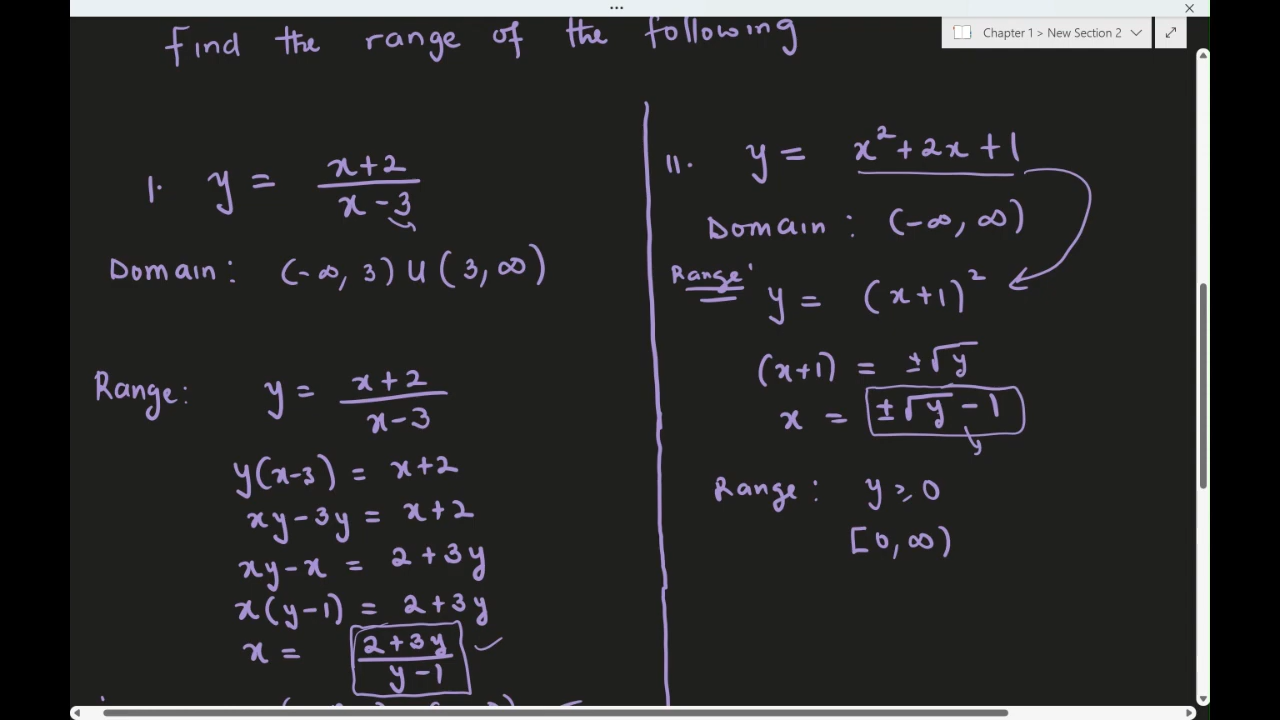 Chapter 1 > New Section 2
Find the range of the following
I. y = x+2 / x-3
Domain: (-∞, 3) U (3, ∞)
Range: y = x+2 / x-3
y(x-3) = x+2
xy-3y = x+2
xy-x = 2+3y
x(y-1) = 2+3y
x = 2+3y / y-1
II. y = x²+2x+1
Domain: (-∞, ∞)
Range: y = (x+1)²
(x+1) = ±√y
x = ±√y - 1
Range: y ≥ 0
[0, ∞)